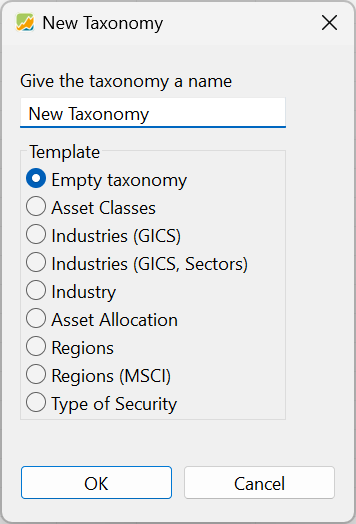 New Taxonomy
Give the taxonomy a name
New Taxonomy
Template
Empty taxonomy
Asset Classes
Industries (GICS)
Industries (GICS, Sectors)
Industry
Asset Allocation
Regions
Regions (MSCI)
Type of Security
OK
Cancel